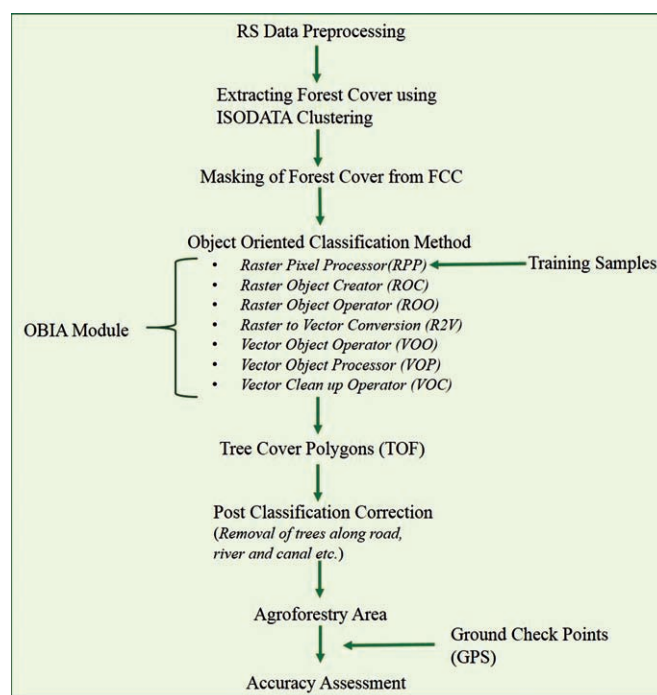 RS Data Preprocessing
Extracting Forest Cover using
ISODATA Clustering
Masking of Forest Cover from FCC
Object Oriented Classification Method
• Raster Pixel Processor(RPP)
Training Samples
• Raster Object Creator (ROC)
• Raster Object Operator (ROO)
• Raster to Vector Conversion (R2V)
OBIA Module
• Vector Object Operator (VOO)
• Vector Object Processor (VOP)
• Vector Clean up Operator (VOC)
Tree Cover Polygons (TOF)
Post Classification Correction
(Removal of trees along road,
river and canal etc.)
Agroforestry Area
Ground Check Points
(GPS)
Accuracy Assessment